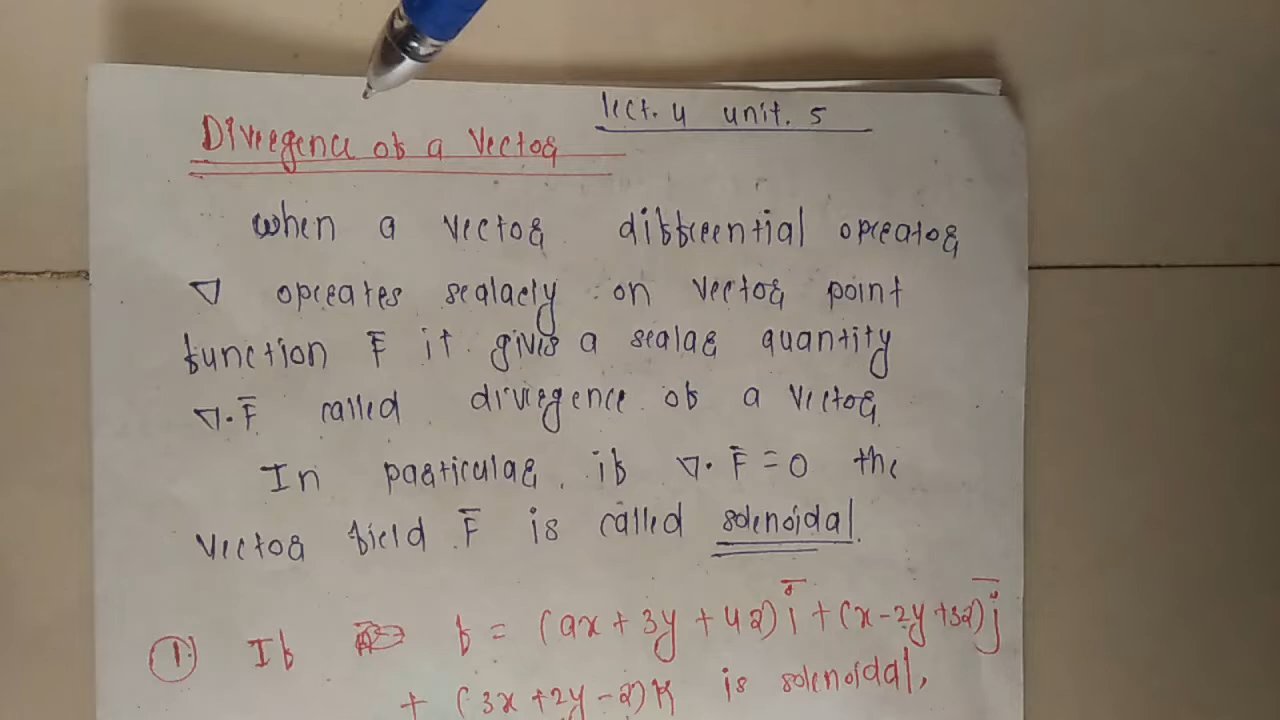 lect. 4 unit. 5
Divergence of a Vector
When a vector differential operator
∇ operates scalarly on vector point
function F̄ it gives a scalar quantity
∇·F̄ called divergence of a vector
In particular, if ∇·F̄ = 0 the
vector field F̄ is called solenoidal.
① If f = (ax + 3y + 4z) ī + (x - 2y + 3z) j̄
+ (3x + 2y - z) k is solenoidal,